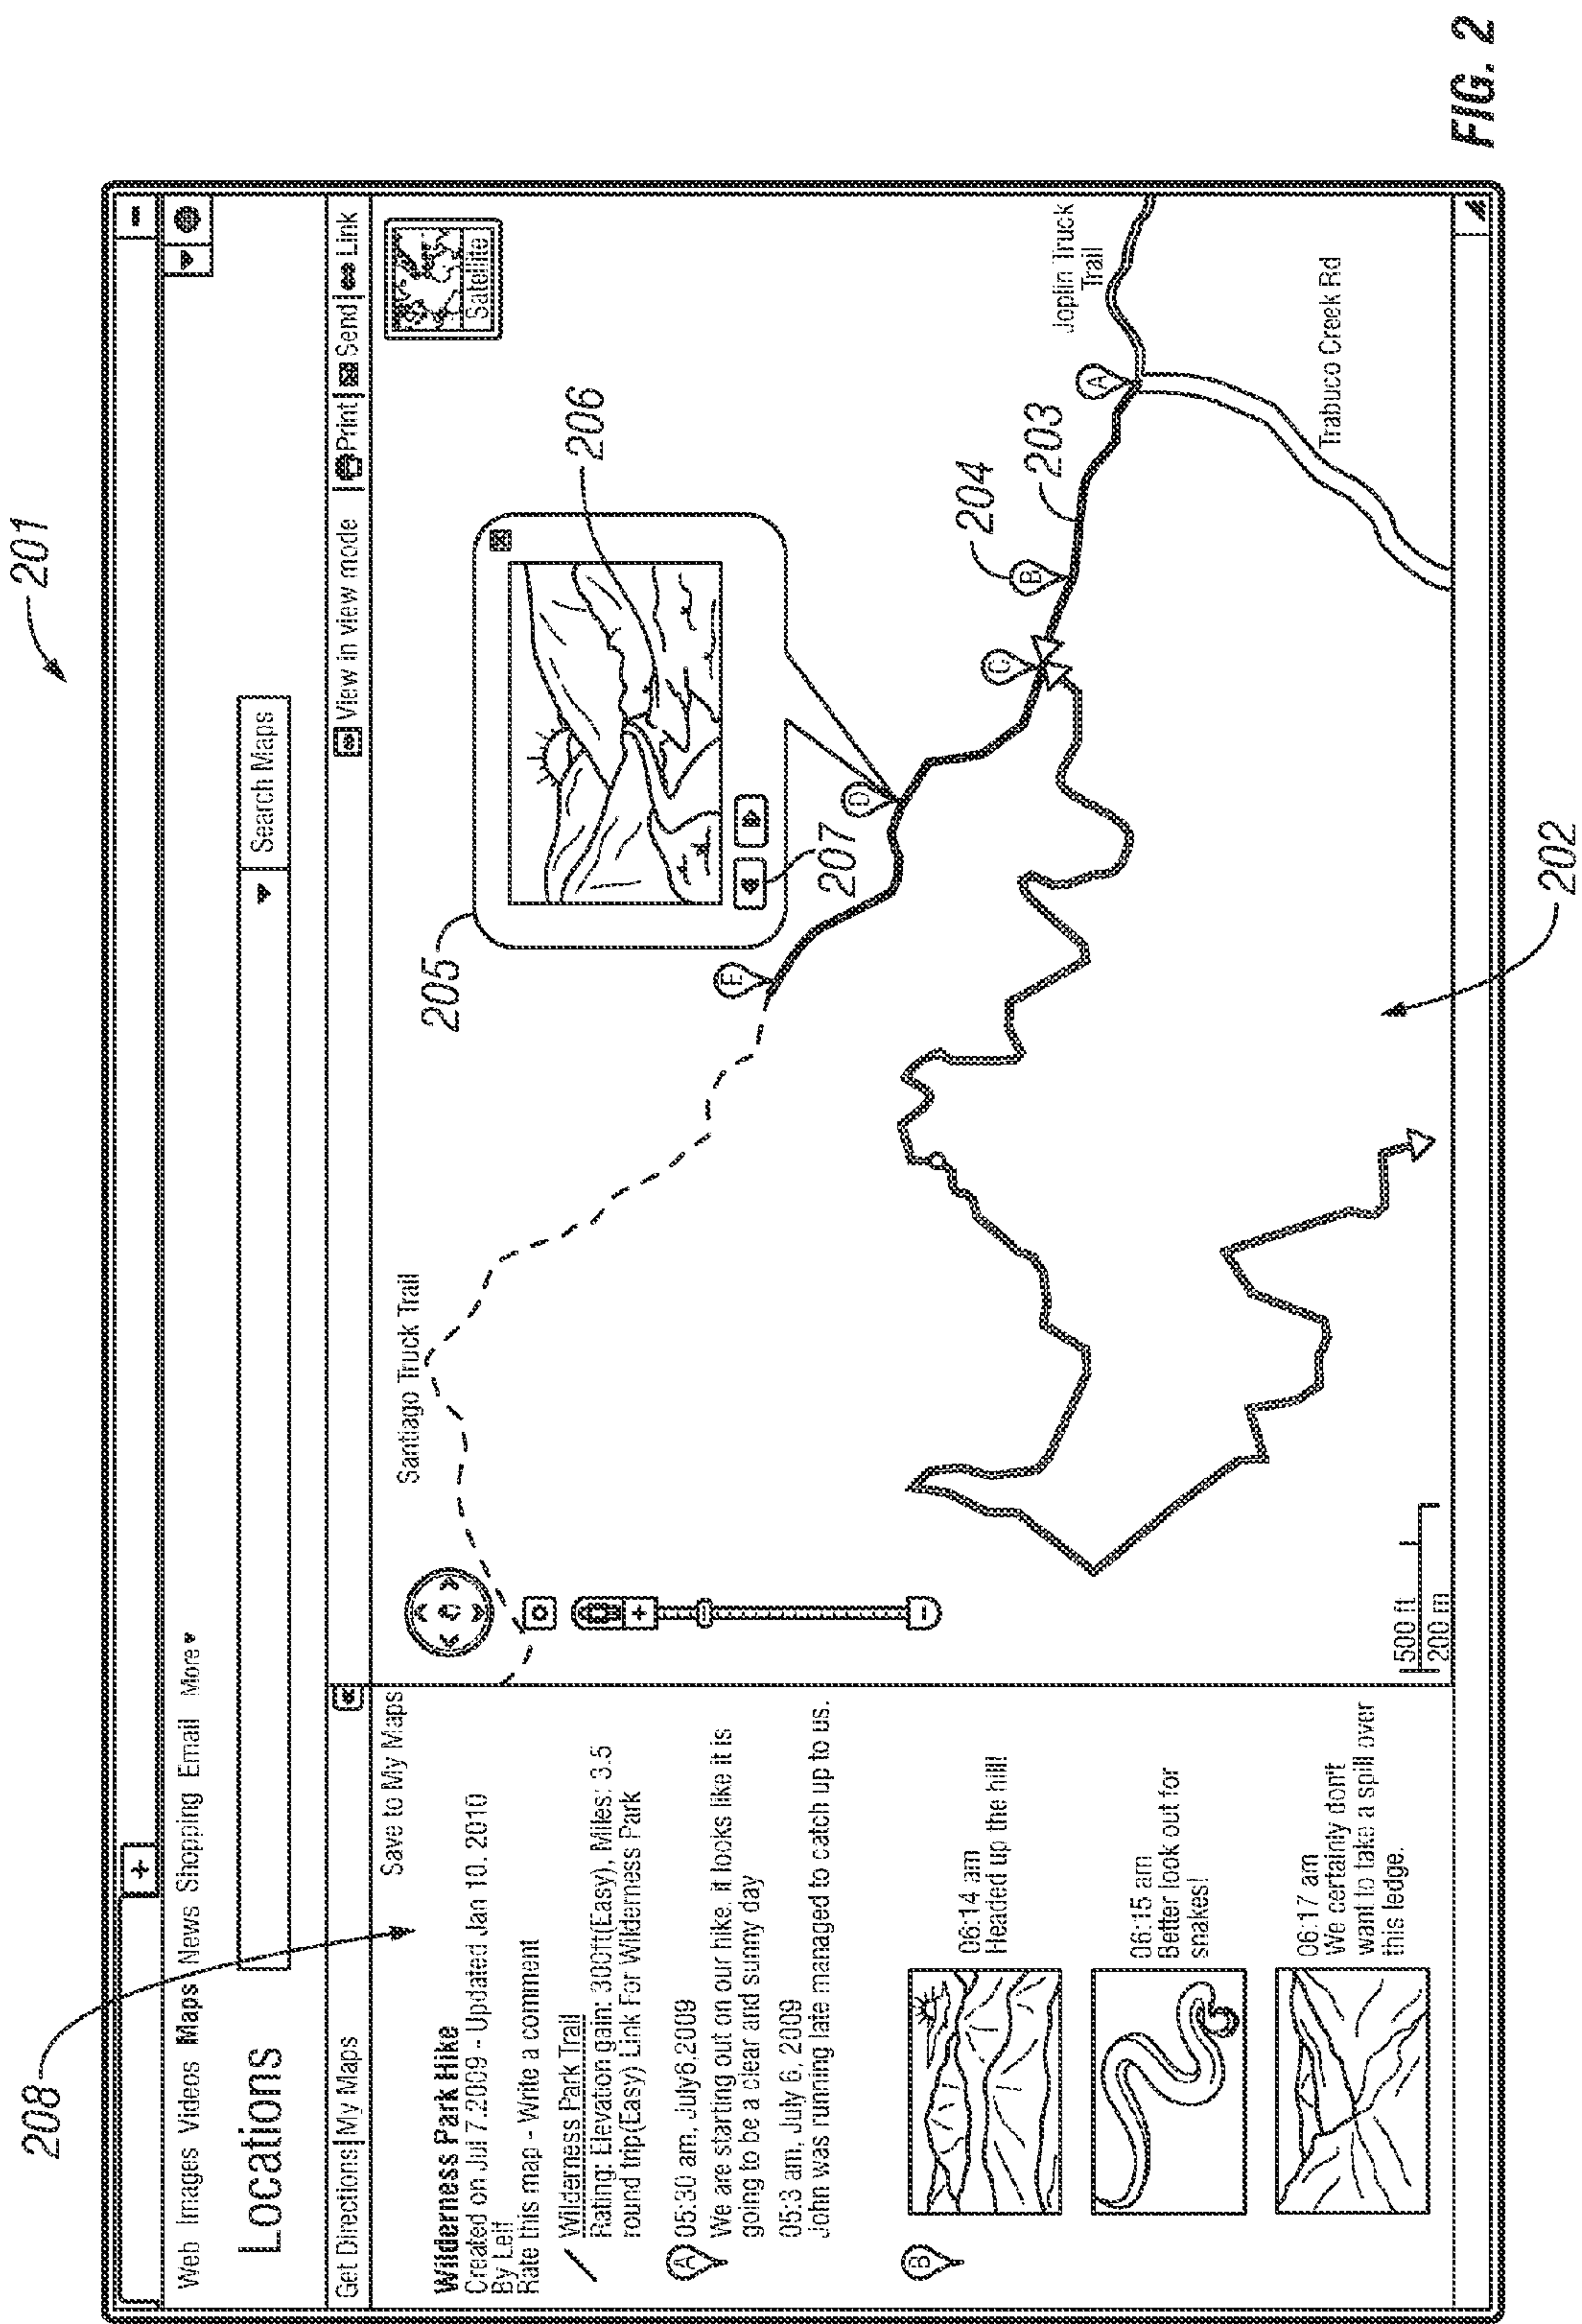 201
Web Images Videos Maps News Shopping Email More
Locations
Search Maps
Get Directions | My Maps
View in view mode
Print | Send | Link
208
Save to My Maps
Wilderness Park Hike
Created on Jul 7.2009 - Updated Jan 10. 2010
By Leif
Rate this map - Write a comment
Wilderness Park Trail
Rating: Elevation gain: 300ft(Easy), Miles: 3.5
round trip(Easy) Link For Wilderness Park
A 05:30 am, July6.2009
We are starting out on our hike. it looks like it is
going to be a clear and sunny day
05:3 am, July 6, 2009
John was running late managed to catch up to us.
B
06:14 am
Headed up the hill!
06:15 am
Better look out for
snakes!
06:17 am
We certainly don't
want to take a spill over
this ledge.
Santiago Truck Trail
Satellite
205
206
207
E
D
C
B
A
204
203
Joplin Truck
Trail
Trabuco Creek Rd
500 ft
200 m
202
FIG. 2